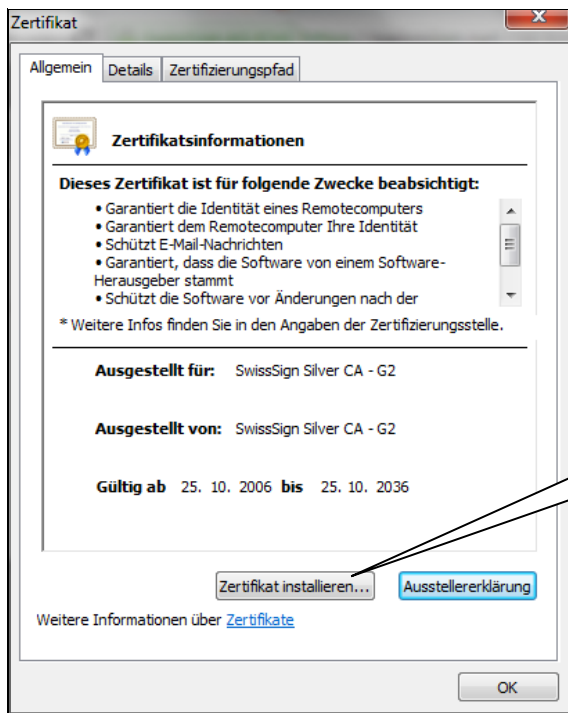 Zertifikat
Allgemein Details Zertifizierungspfad
Zertifikatsinformationen
Dieses Zertifikat ist für folgende Zwecke beabsichtigt:
• Garantiert die Identität eines Remotecomputers
• Garantiert dem Remotecomputer Ihre Identität
• Schützt E-Mail-Nachrichten
• Garantiert, dass die Software von einem Software-
Herausgeber stammt
• Schützt die Software vor Änderungen nach der
* Weitere Infos finden Sie in den Angaben der Zertifizierungsstelle.
Ausgestellt für: SwissSign Silver CA - G2
Ausgestellt von: SwissSign Silver CA - G2
Gültig ab 25. 10. 2006 bis 25. 10. 2036
Zertifikat installieren... Ausstellererklärung
Weitere Informationen über Zertifikate
OK